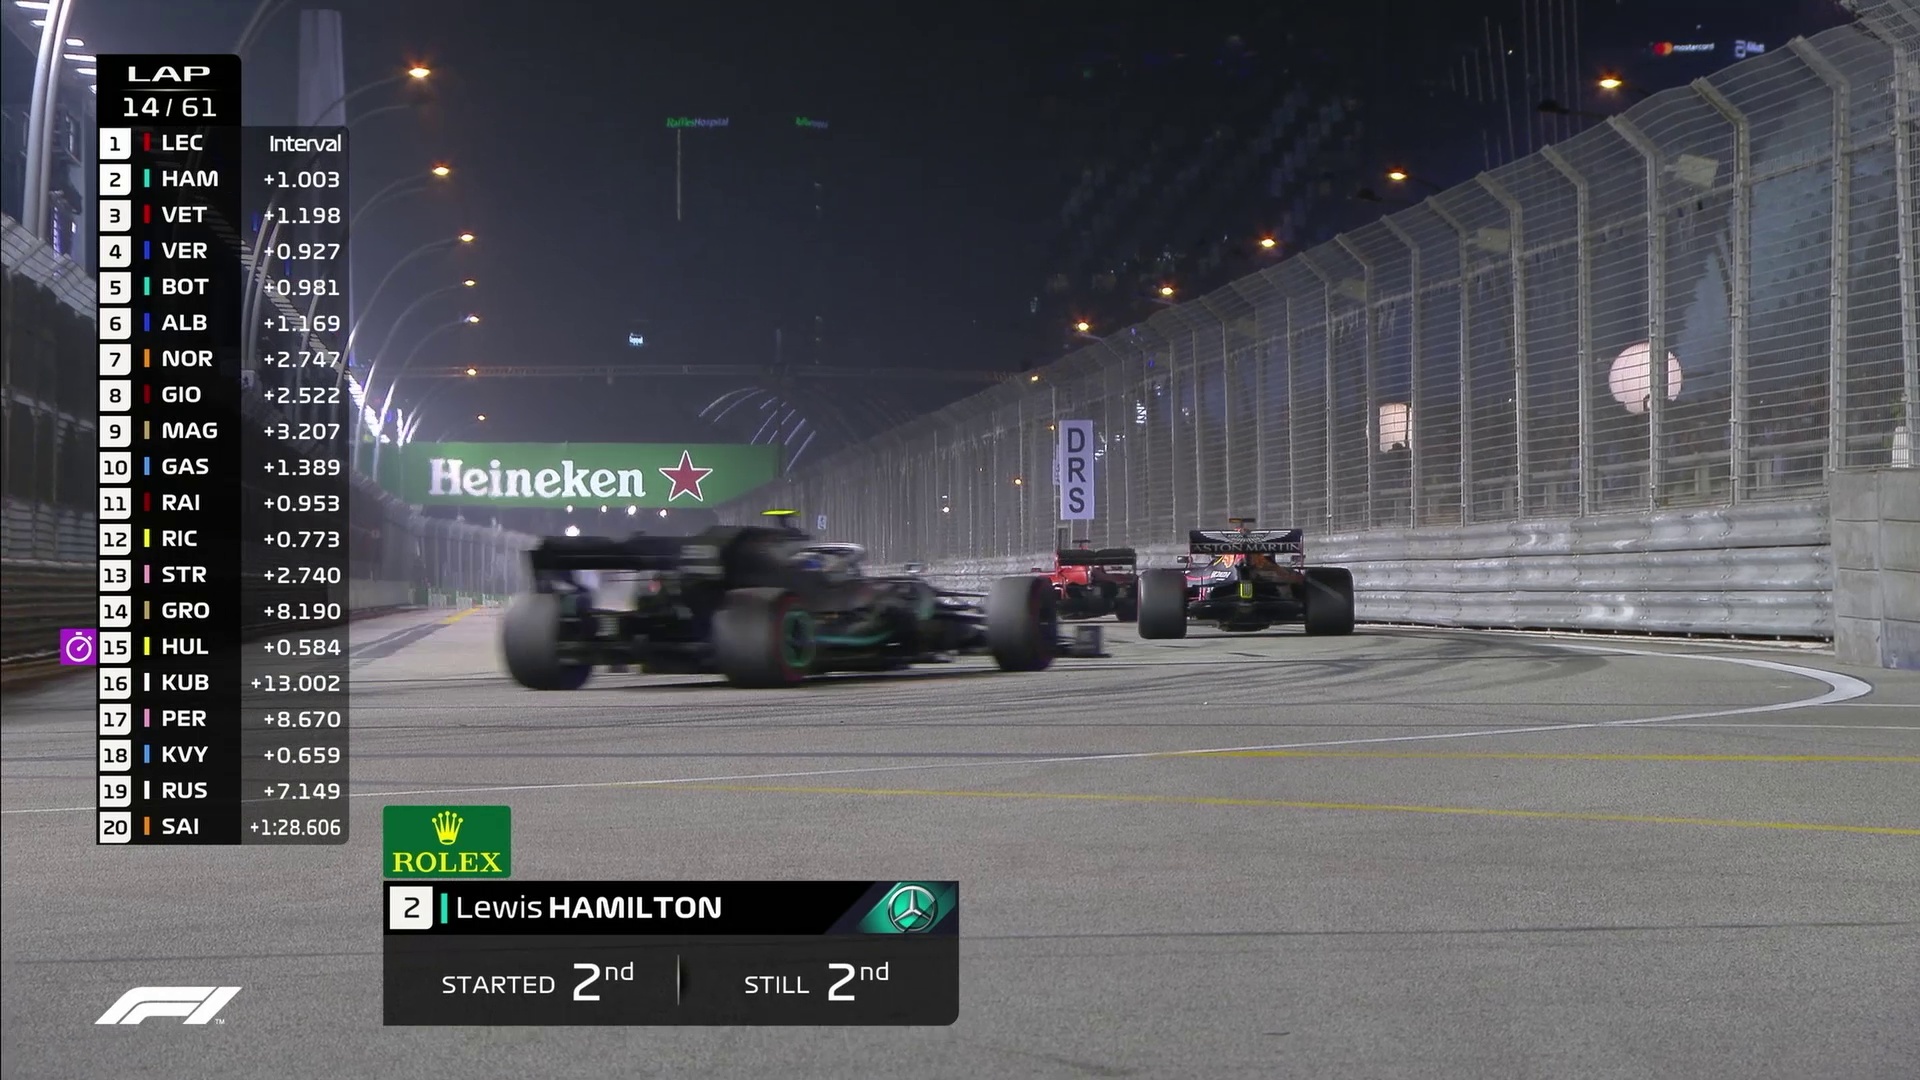 LAP
14 / 61
1 LEC Interval
2 HAM +1.003
3 VET +1.198
4 VER +0.927
5 BOT +0.981
6 ALB +1.169
7 NOR +2.747
8 GIO +2.522
9 MAG +3.207
10 GAS +1.389
11 RAI +0.953
12 RIC +0.773
13 STR +2.740
14 GRO +8.190
15 HUL +0.584
16 KUB +13.002
17 PER +8.670
18 KVY +0.659
19 RUS +7.149
20 SAI +1:28.606
mastercard
RafflesHospital
Heineken
DRS
ASTON MARTIN
ROLEX
2 Lewis HAMILTON
STARTED 2nd STILL 2nd
F1
TM